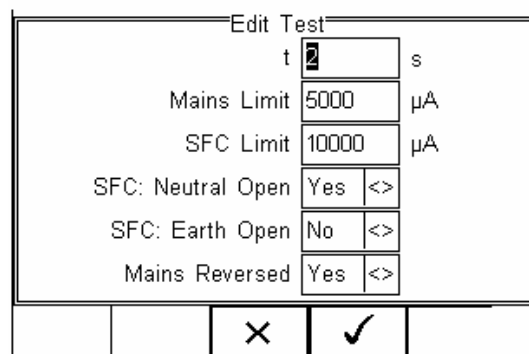 Edit Test
t 2 s
Mains Limit 5000 µA
SFC Limit 10000 µA
SFC: Neutral Open Yes <>
SFC: Earth Open No <>
Mains Reversed Yes <>